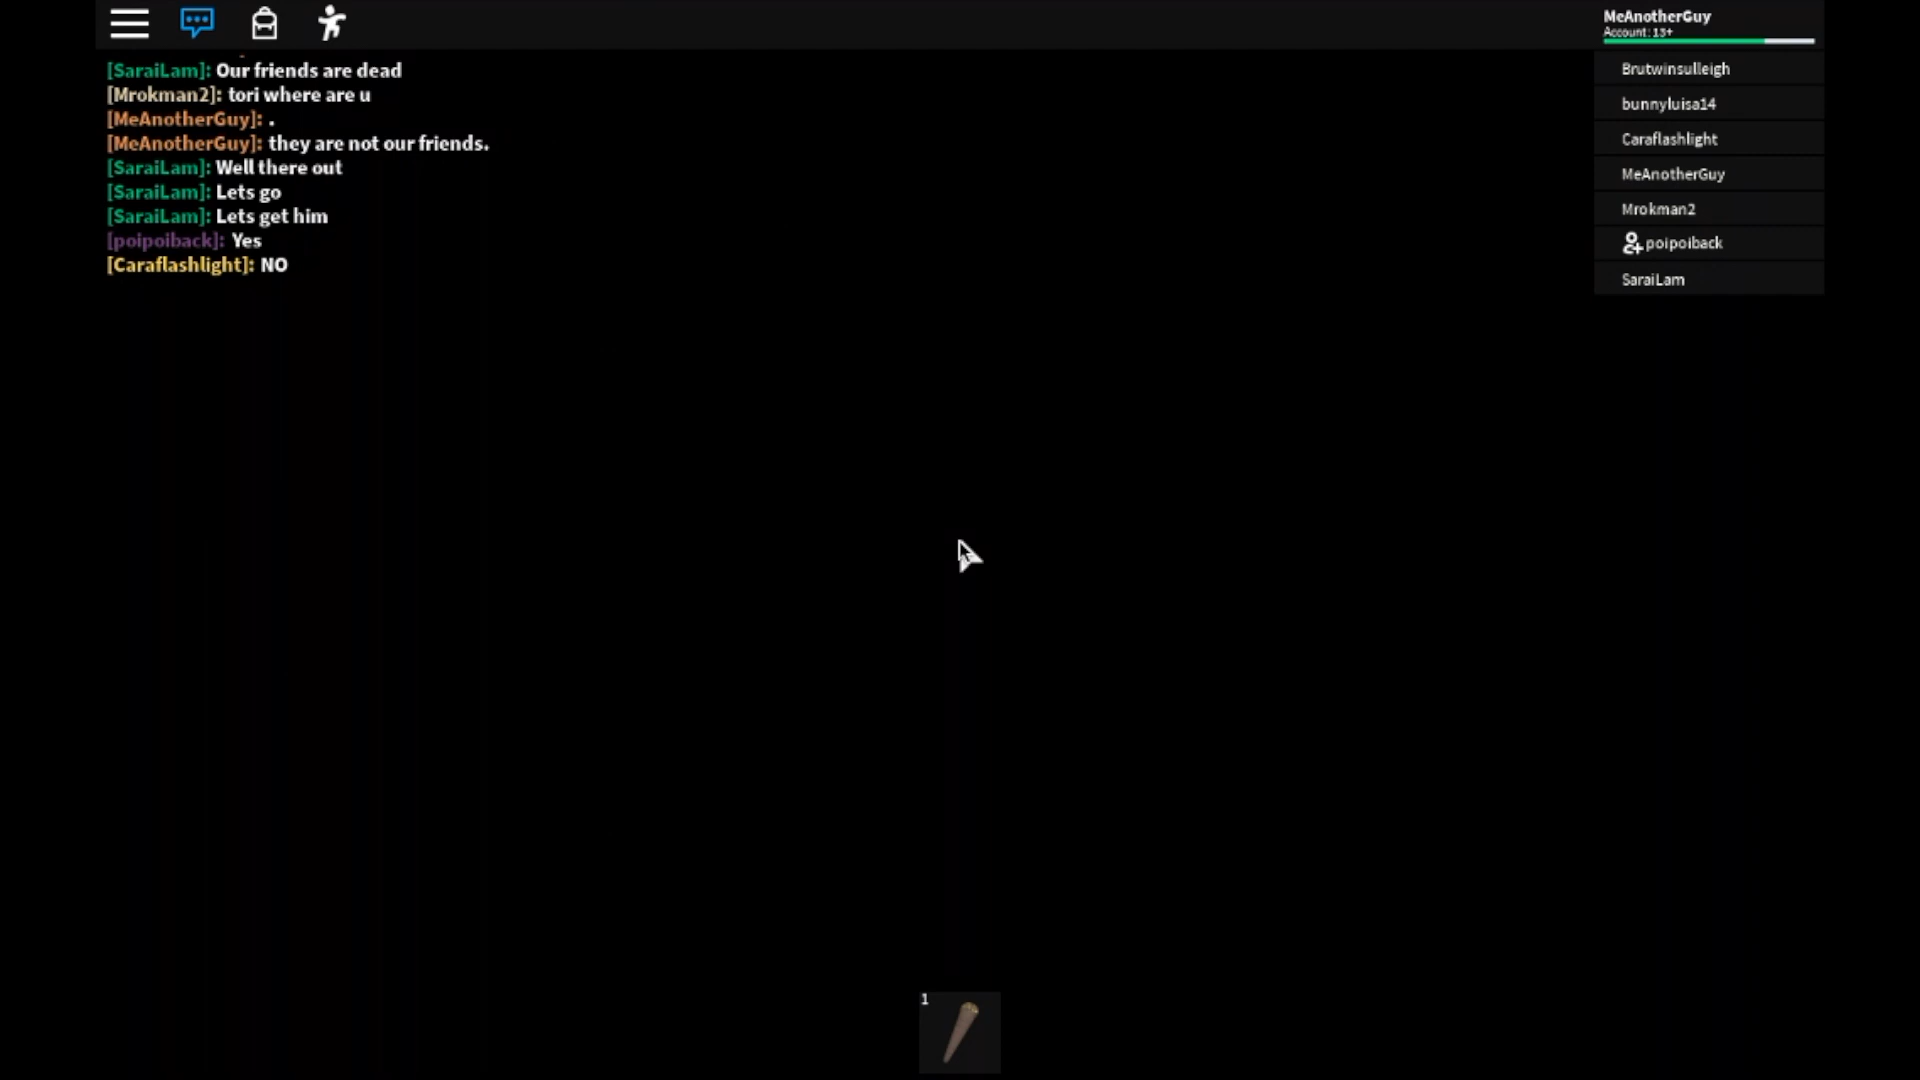 MeAnotherGuy
Account: 13+
[SaraiLam]: Our friends are dead
[Mrokman2]: tori where are u
[MeAnotherGuy]: .
[MeAnotherGuy]: they are not our friends.
[SaraiLam]: Well there out
[SaraiLam]: Lets go
[SaraiLam]: Lets get him
[poipoiback]: Yes
[Caraflashlight]: NO
Brutwinsulleigh
bunnyluisa14
Caraflashlight
MeAnotherGuy
Mrokman2
poipoiback
SaraiLam
1